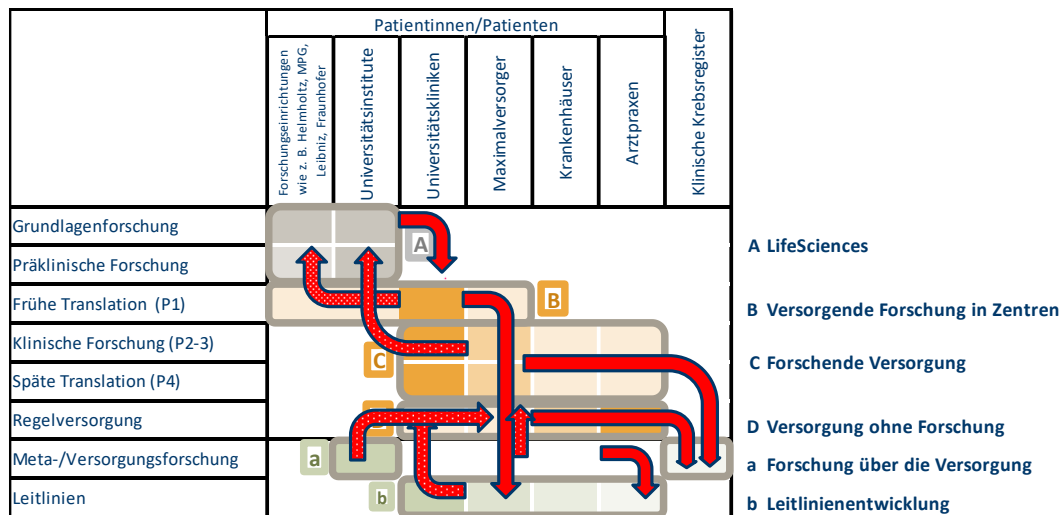 Patientinnen/Patienten
Forschungseinrichtungen
wie z. B. Helmholtz, MPG,
Leibniz, Fraunhofer
Universitätsinstitute
Universitätskliniken
Maximalversorger
Krankenhäuser
Arztpraxen
Klinische Krebsregister
Grundlagenforschung
Präklinische Forschung
Frühe Translation (P1)
Klinische Forschung (P2-3)
Späte Translation (P4)
Regelversorgung
Meta-/Versorgungsforschung
Leitlinien
A
B
C
a
b
A LifeSciences
B Versorgende Forschung in Zentren
C Forschende Versorgung
D Versorgung ohne Forschung
a Forschung über die Versorgung
b Leitlinienentwicklung